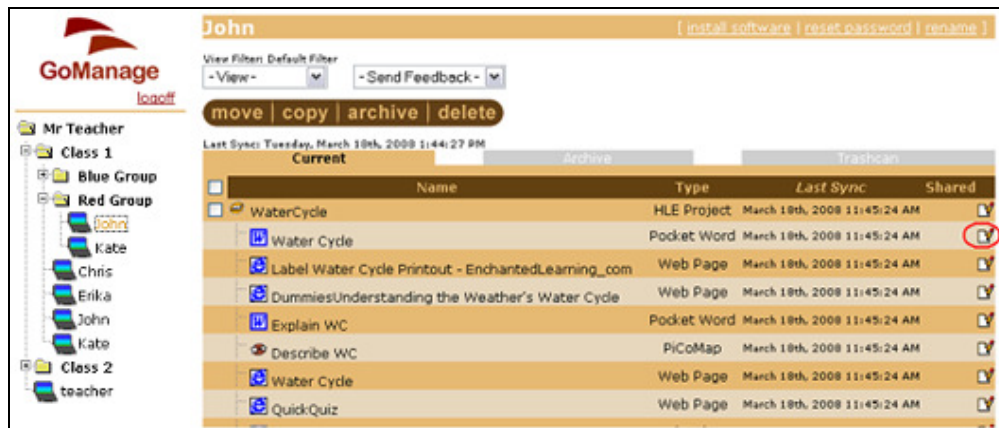 GoManage
logoff
Mr Teacher
Class 1
Blue Group
Red Group
John
Kate
Chris
Erika
John
Kate
Class 2
teacher
John [ install software | reset password | rename ]
View Filter: Default Filter
-View- -Send Feedback-
move | copy | archive | delete
Last Sync: Tuesday, March 18th, 2008 1:44:27 PM
Current Archive Trashcan
Name Type Last Sync Shared
WaterCycle HLE Project March 18th, 2008 11:45:24 AM
Water Cycle Pocket Word March 18th, 2008 11:45:24 AM
Label Water Cycle Printout - EnchantedLearning_com Web Page March 18th, 2008 11:45:24 AM
DummiesUnderstanding the Weather's Water Cycle Web Page March 18th, 2008 11:45:24 AM
Explain WC Pocket Word March 18th, 2008 11:45:24 AM
Describe WC PiCoMap March 18th, 2008 11:45:24 AM
Water Cycle Web Page March 18th, 2008 11:45:24 AM
QuickQuiz Web Page March 18th, 2008 11:45:24 AM